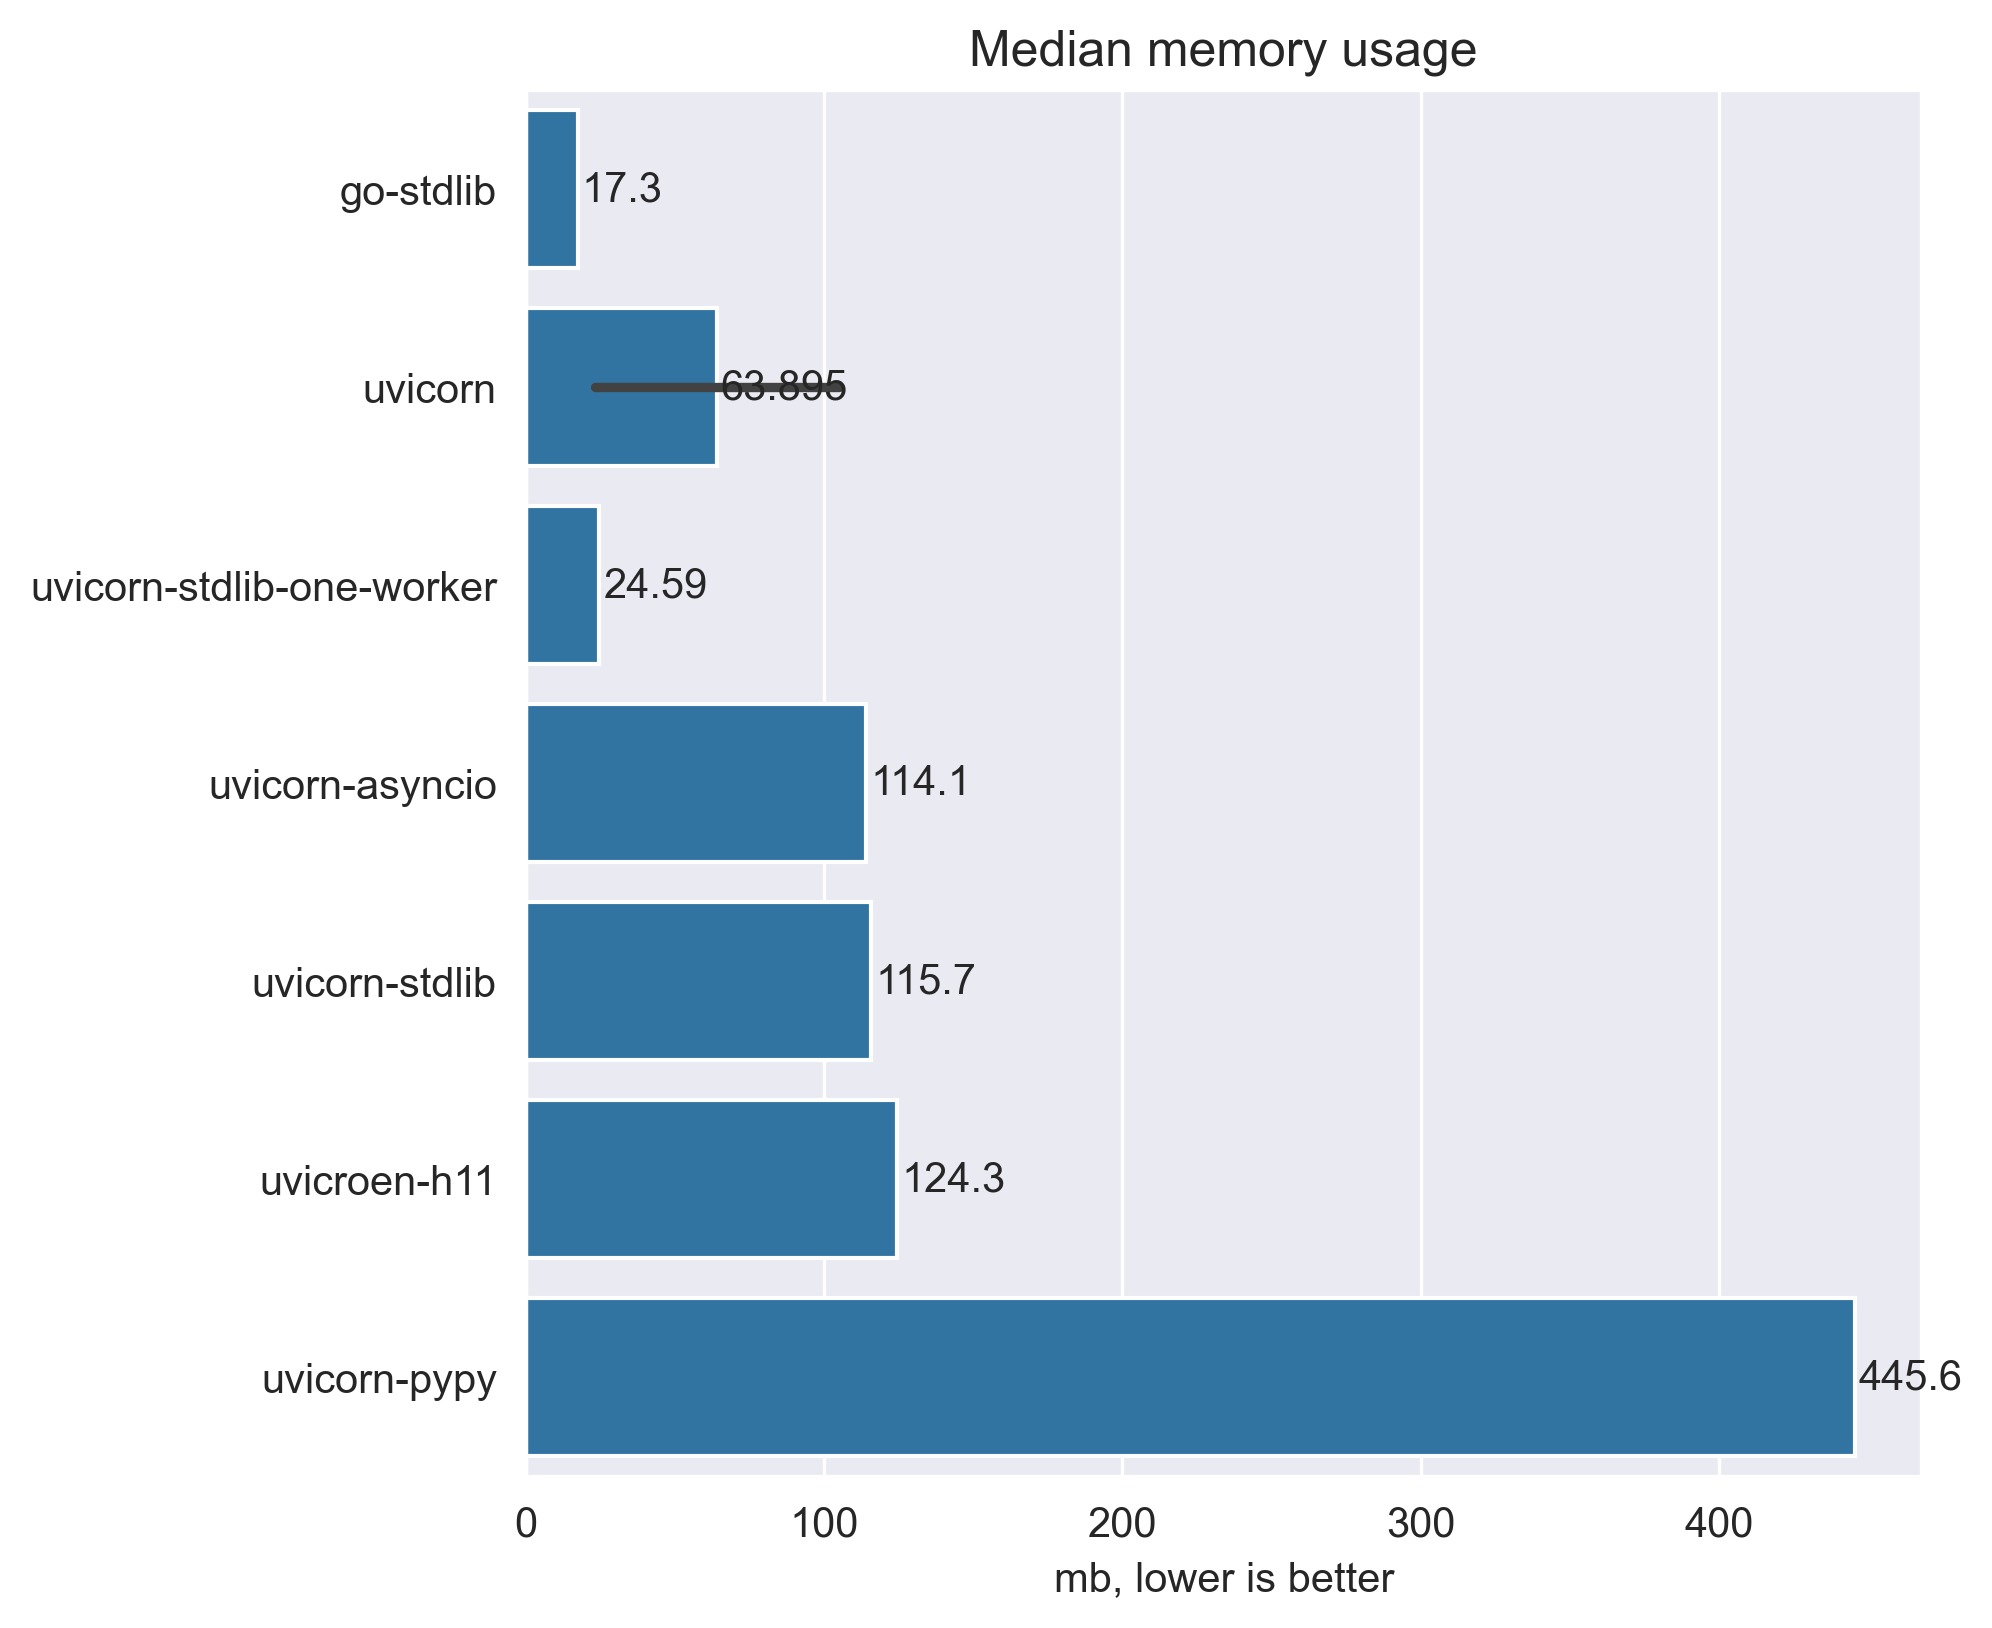 Median memory usage
go-stdlib
17.3
uvicorn
63.895
uvicorn-stdlib-one-worker
24.59
uvicorn-asyncio
114.1
uvicorn-stdlib
115.7
uvicroen-h11
124.3
uvicorn-pypy
445.6
0 100 200 300 400
mb, lower is better